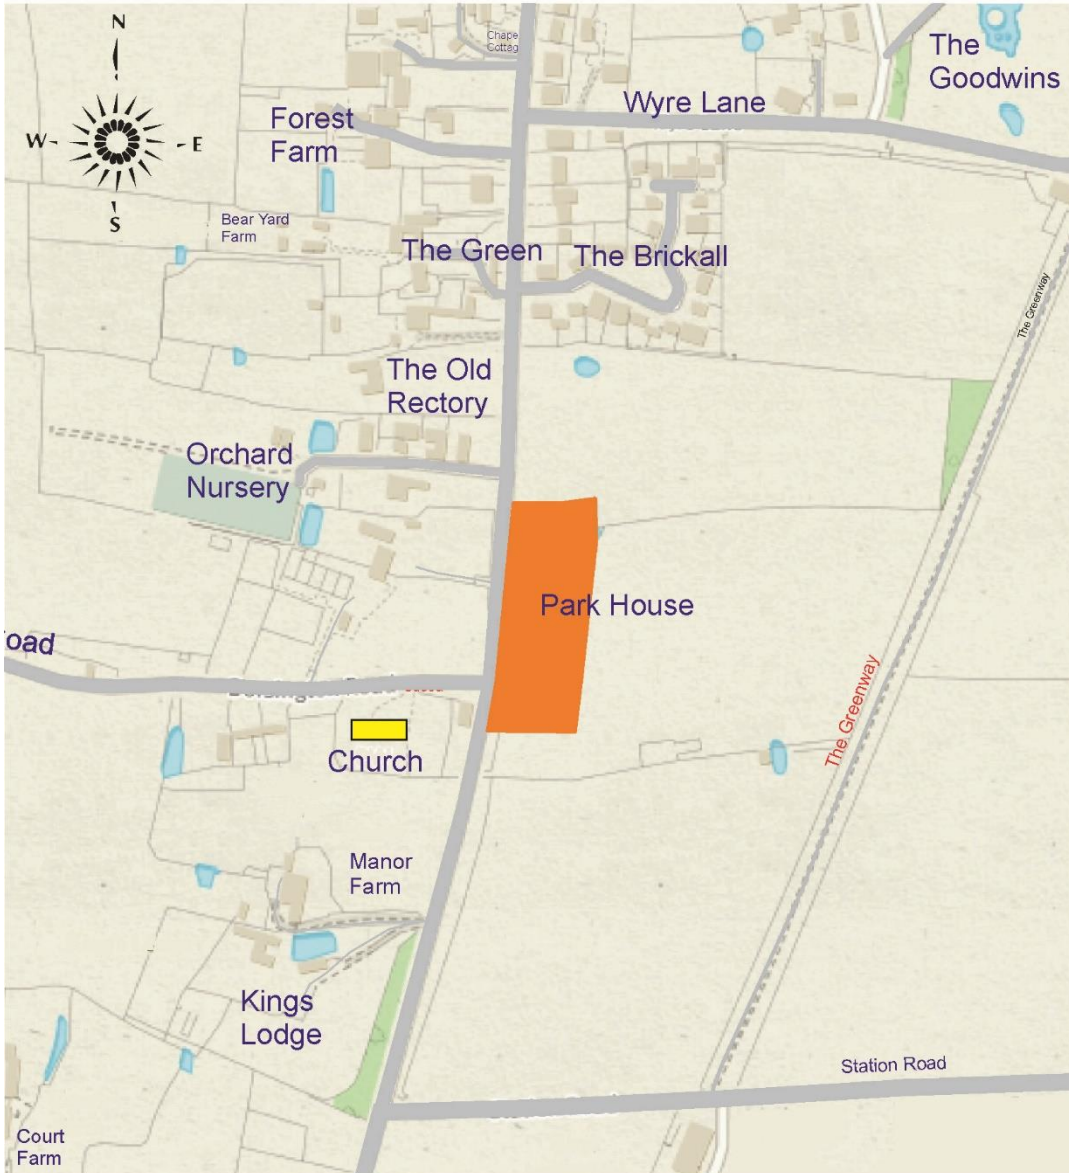 N
Chape
Cottag
The
Goodwins
Wyre Lane
Forest
Farm
W
E
S
Bear Yard
Farm
The Green
The Brickall
The Greenway
The Old
Rectory
Orchard
Nursery
Park House
oad
The Greenway
Church
Manor
Farm
Kings
Lodge
Station Road
Court
Farm